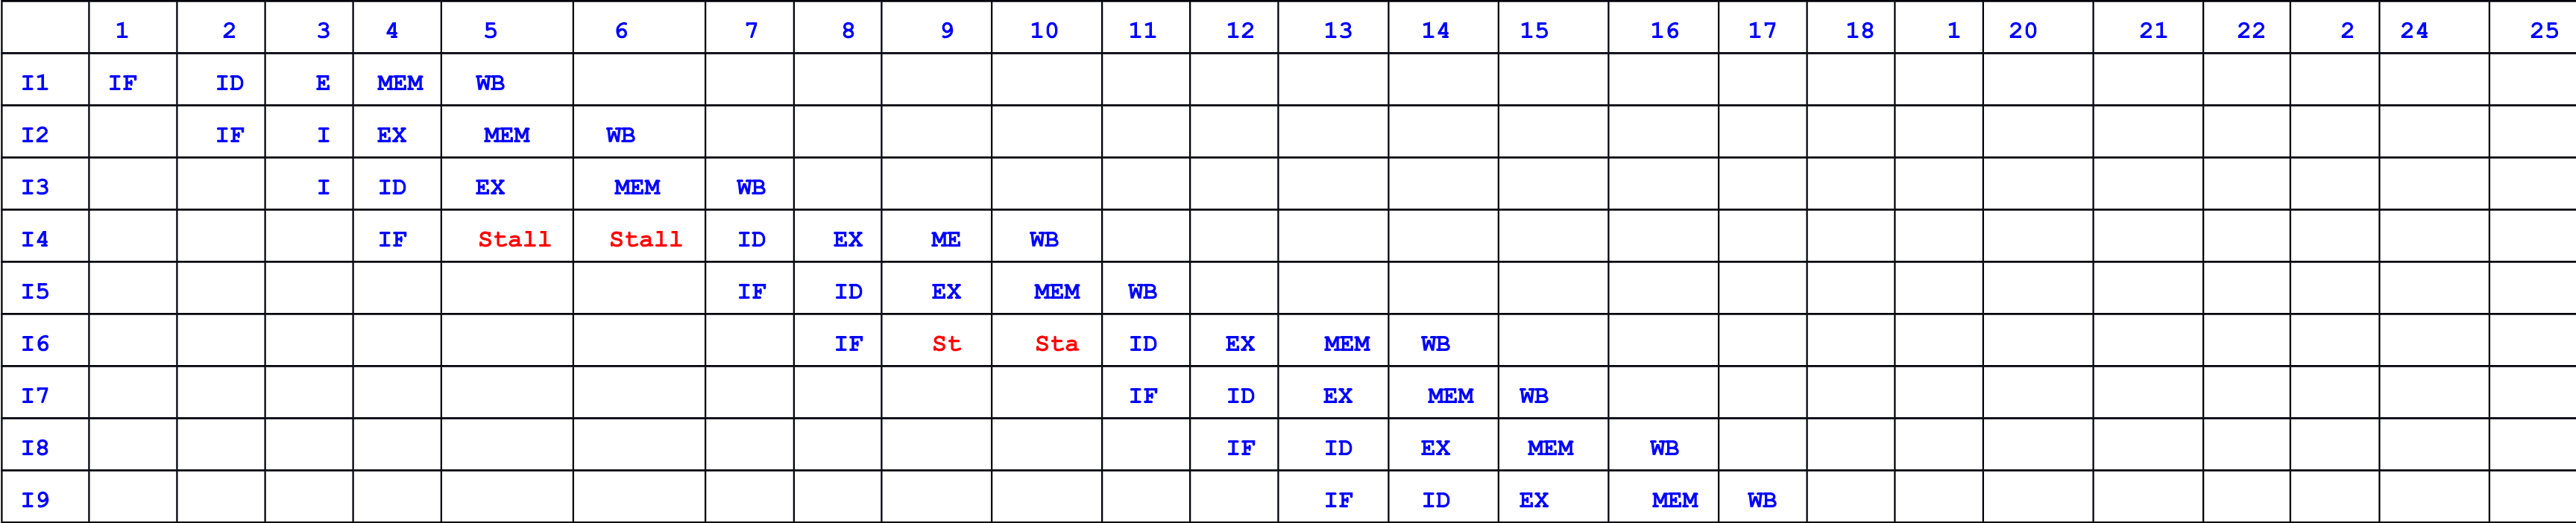 1 2 3 4 5 6 7 8 9 10 11 12 13 14 15 16 17 18 1 20 21 22 2 24 25
I1 IF ID E MEM WB
I2 IF I EX MEM WB
I3 I ID EX MEM WB
I4 IF Stall Stall ID EX ME WB
I5 IF ID EX MEM WB
I6 IF St Sta ID EX MEM WB
I7 IF ID EX MEM WB
I8 IF ID EX MEM WB
I9 IF ID EX MEM WB